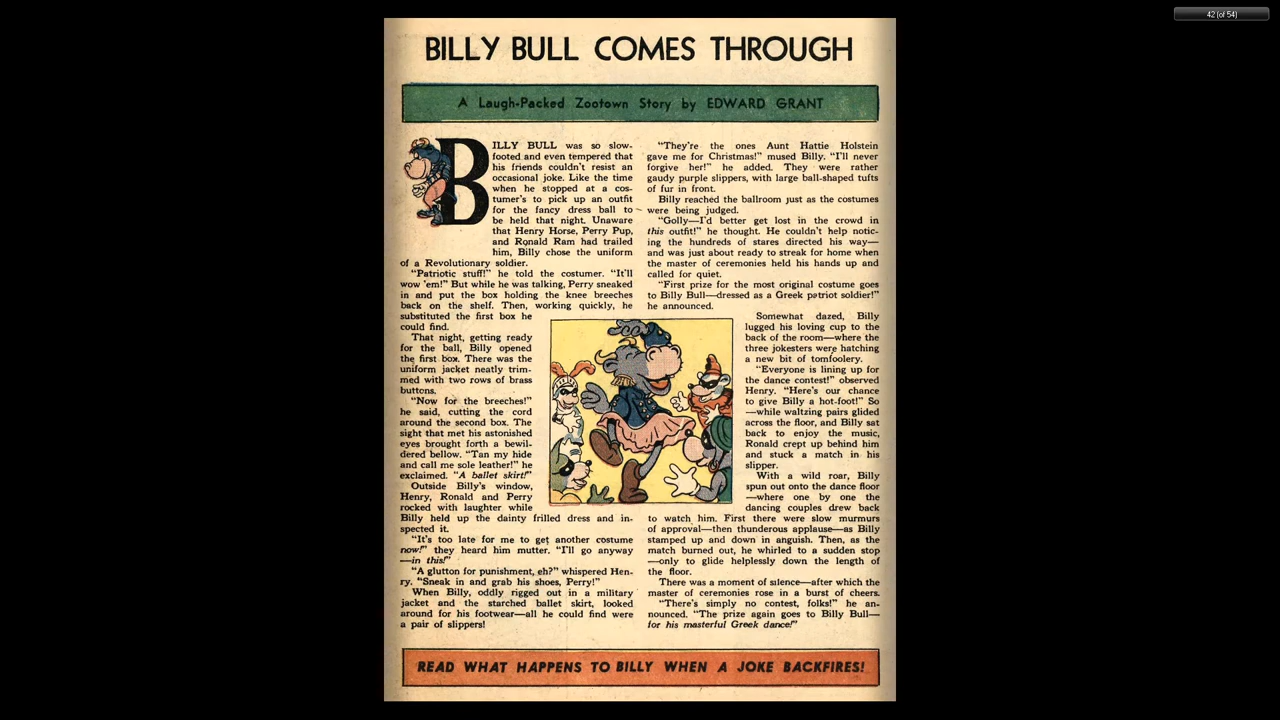 42 (of 54)
BILLY BULL COMES THROUGH
A Laugh-Packed Zootown Story by EDWARD GRANT
BILLY BULL was so slow-
footed and even tempered that
his friends couldn't resist an
occasional joke. Like the time
when he stopped at a cos-
tumer's to pick up an outfit
for the fancy dress ball to
be held that night. Unaware
that Henry Horse, Perry Pup,
and Ronald Ram had trailed
him, Billy chose the uniform
of a Revolutionary soldier.
"Patriotic stuff!" he told the costumer. "It'll
wow 'em!" But while he was talking, Perry sneaked
in and put the box holding the knee breeches
back on the shelf. Then, working quickly, he
substituted the first box he
could find.
That night, getting ready
for the ball, Billy opened
the first box. There was the
uniform jacket neatly trim-
med with two rows of brass
buttons.
"Now for the breeches!"
he said, cutting the cord
around the second box. The
sight that met his astonished
eyes brought forth a bewil-
dered bellow. "Tan my hide
and call me sole leather!" he
exclaimed. "A ballet skirt!"
Outside Billy's window,
Henry, Ronald and Perry
rocked with laughter while
Billy held up the dainty frilled dress and in-
spected it.
"It's too late for me to get another costume
now!" they heard him mutter. "I'll go anyway
—in this!"
"A glutton for punishment, eh?" whispered Hen-
ry. "Sneak in and grab his shoes, Perry!"
When Billy, oddly rigged out in a military
jacket and the starched ballet skirt, looked
around for his footwear—all he could find were
a pair of slippers!
"They're the ones Aunt Hattie Holstein
gave me for Christmas!" mused Billy. "I'll never
forgive her!" he added. They were rather
gaudy purple slippers, with large ball-shaped tufts
of fur in front.
Billy reached the ballroom just as the costumes
were being judged.
"Golly—I'd better get lost in the crowd in
this outfit!" he thought. He couldn't help notic-
ing the hundreds of stares directed his way—
and was just about ready to streak for home when
the master of ceremonies held his hands up and
called for quiet.
"First prize for the most original costume goes
to Billy Bull—dressed as a Greek patriot soldier!"
he announced.
Somewhat dazed, Billy
lugged his loving cup to the
back of the room—where the
three jokesters were hatching
a new bit of tomfoolery.
"Everyone is lining up for
the dance contest!" observed
Henry. "Here's our chance
to give Billy a hot-foot!" So
—while waltzing pairs glided
across the floor, and Billy sat
back to enjoy the music,
Ronald crept up behind him
and stuck a match in his
slipper.
With a wild roar, Billy
spun out onto the dance floor
—where one by one the
dancing couples drew back
to watch him. First there were slow murmurs
of approval—then thunderous applause—as Billy
stamped up and down in anguish. Then, as the
match burned out, he whirled to a sudden stop
—only to glide helplessly down the length of
the floor.
There was a moment of silence—after which the
master of ceremonies rose in a burst of cheers.
"There's simply no contest, folks!" he an-
nounced. "The prize again goes to Billy Bull—
for his masterful Greek dance!"
READ WHAT HAPPENS TO BILLY WHEN A JOKE BACKFIRES!